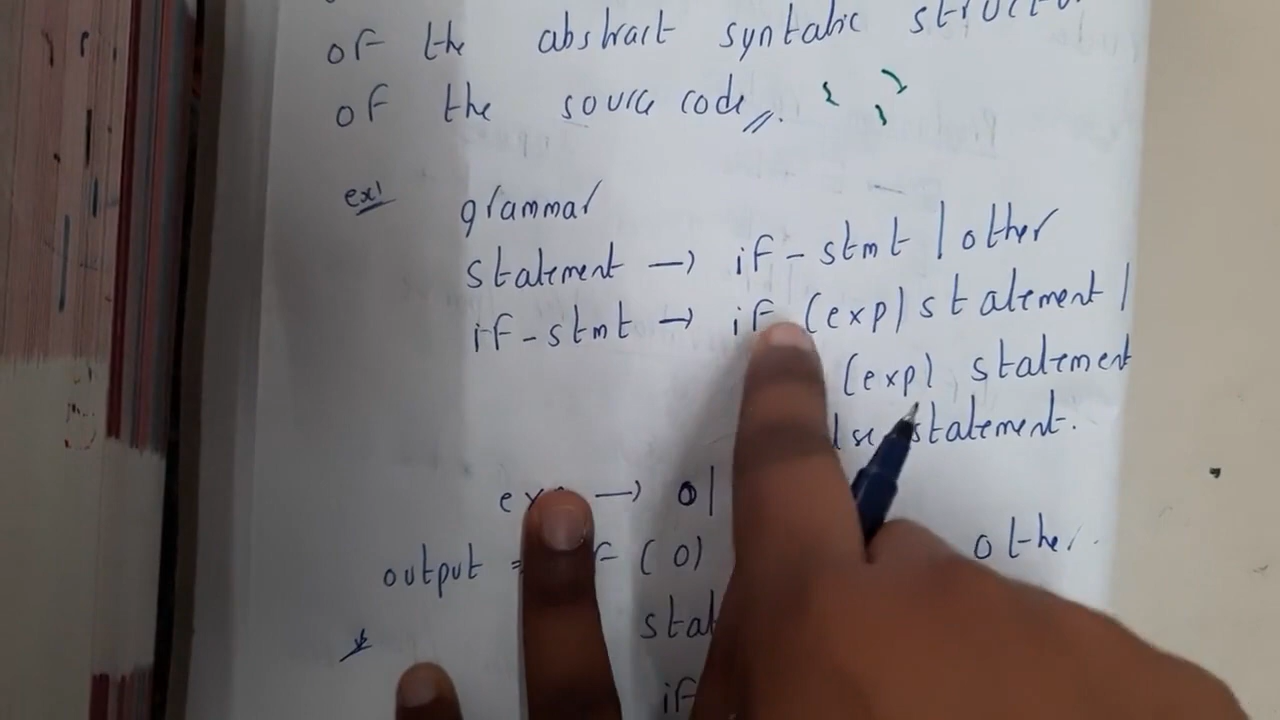 of the abstract syntatic
of the source code //.
ex! grammar
statement → if-stmt | other
if-stmt → if (exp) statement |
(exp) statement
statement.
→ 0 |
output = (0) other.
if